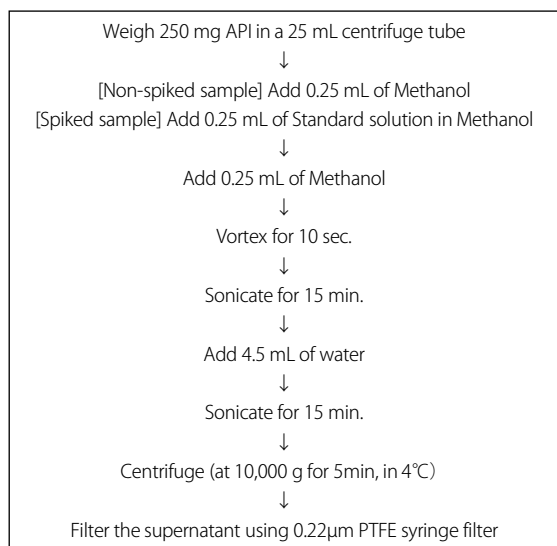 Weigh 250 mg API in a 25 mL centrifuge tube
↓
[Non-spiked sample] Add 0.25 mL of Methanol
[Spiked sample] Add 0.25 mL of Standard solution in Methanol
↓
Add 0.25 mL of Methanol
↓
Vortex for 10 sec.
↓
Sonicate for 15 min.
↓
Add 4.5 mL of water
↓
Sonicate for 15 min.
↓
Centrifuge (at 10,000 g for 5min, in 4℃)
↓
Filter the supernatant using 0.22µm PTFE syringe filter